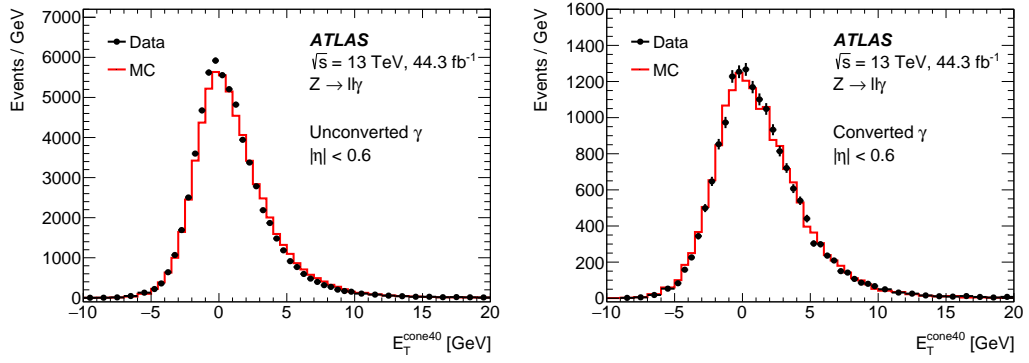 Events / GeV
7000
6000
5000
4000
3000
2000
1000
0
Data
MC
ATLAS
√s = 13 TeV, 44.3 fb⁻¹
Z → llγ
Unconverted γ
|η| < 0.6
−10 −5 0 5 10 15 20
E_T^cone40 [GeV]
Events / GeV
1600
1400
1200
1000
800
600
400
200
0
Data
MC
ATLAS
√s = 13 TeV, 44.3 fb⁻¹
Z → llγ
Converted γ
|η| < 0.6
−10 −5 0 5 10 15 20
E_T^cone40 [GeV]